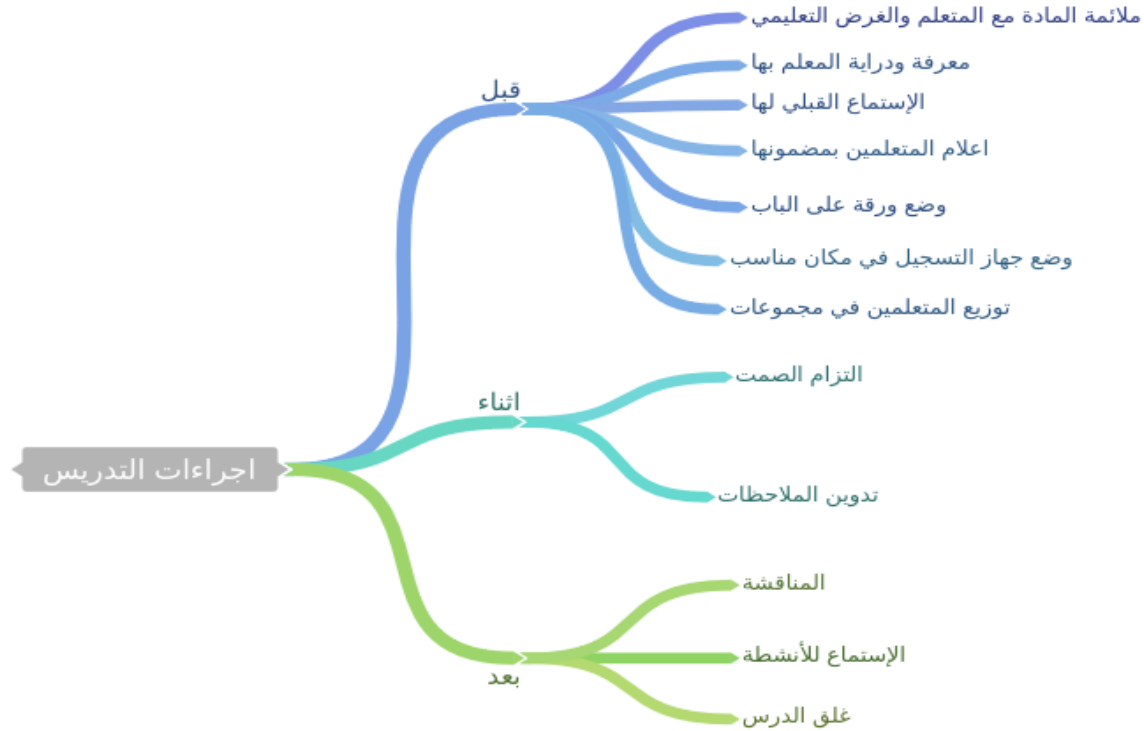 اجراءات التدريس
قبل
ملائمة المادة مع المتعلم والغرض التعليمي
معرفة ودراية المعلم بها
الإستماع القبلي لها
اعلام المتعلمين بمضمونها
وضع ورقة على الباب
وضع جهاز التسجيل في مكان مناسب
توزيع المتعلمين في مجموعات
اثناء
التزام الصمت
تدوين الملاحظات
بعد
المناقشة
الإستماع للأنشطة
غلق الدرس